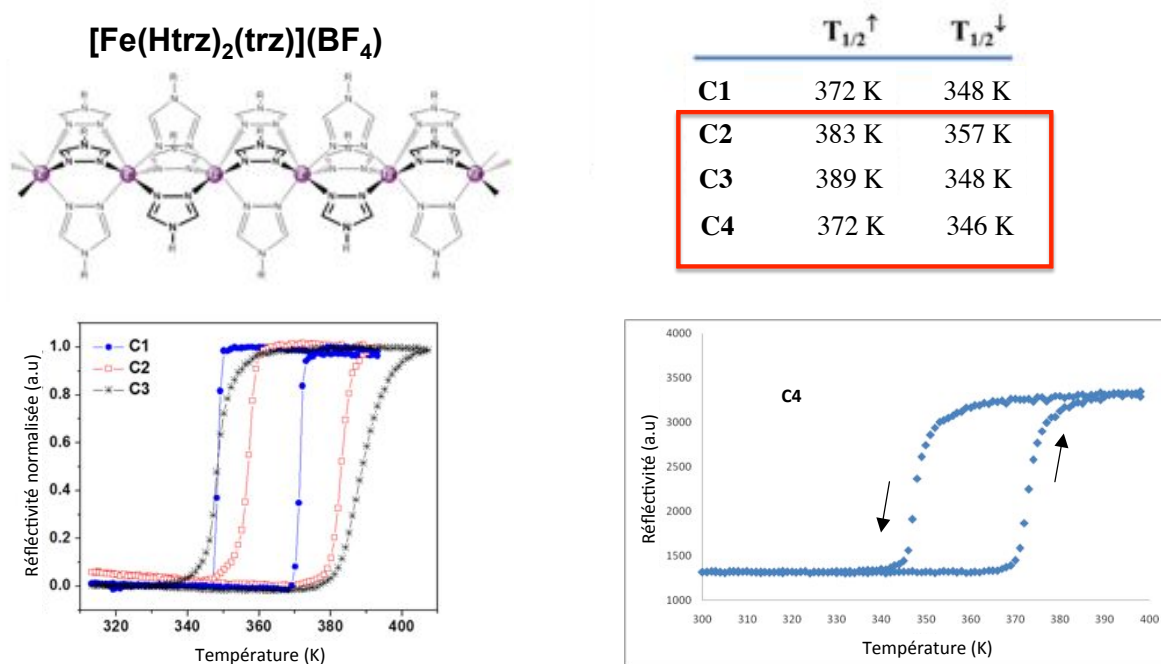 [Fe(Htrz)₂(trz)](BF₄)
T₁/₂↑ T₁/₂↓
C1 372 K 348 K
C2 383 K 357 K
C3 389 K 348 K
C4 372 K 346 K
R R
N N N N N N
R R R R R
N N N N
R R R H R H R
Réfléctivité normalisée (a.u)
1.0
0.8
0.6
0.4
0.2
0.0
C1
C2
C3
320 340 360 380 400
Température (K)
Réfléctivité (a.u)
4000
3500
3000
2500
2000
1500
1000
C4
300 310 320 330 340 350 360 370 380 390 400
Température (K)